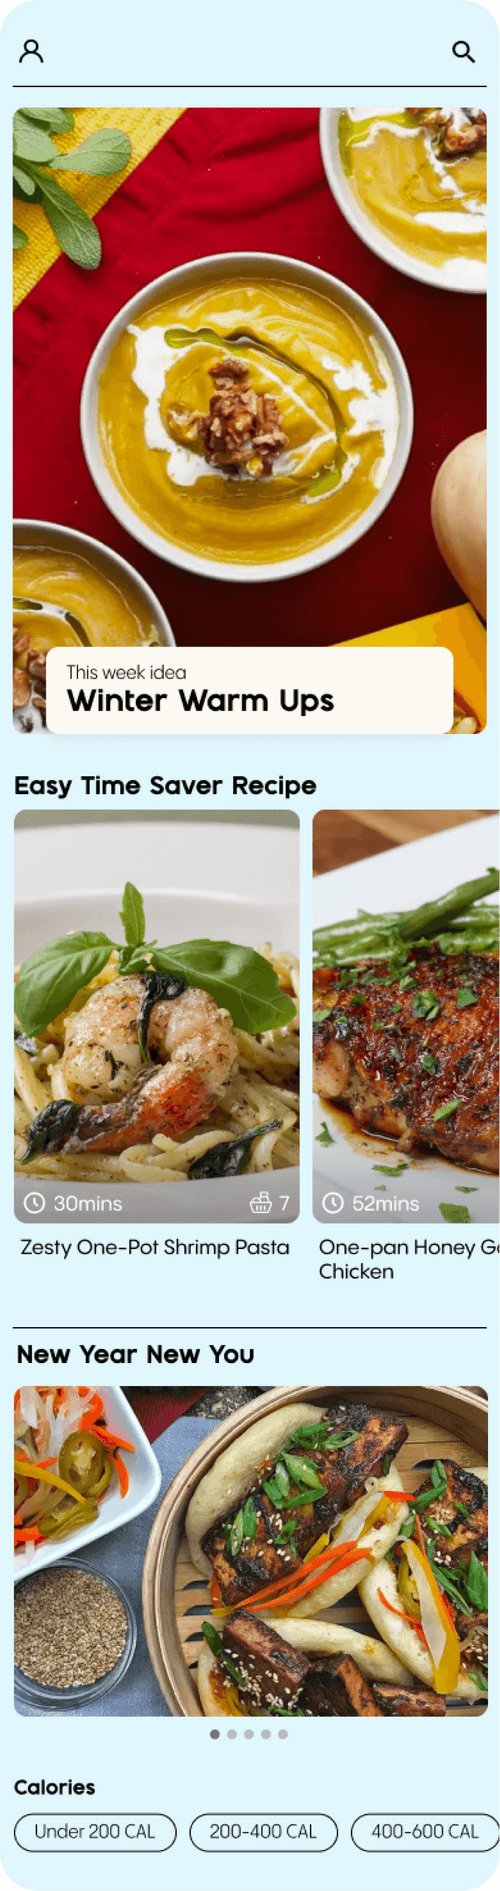 This week idea
Winter Warm Ups
Easy Time Saver Recipe
30mins
7
52mins
Zesty One-Pot Shrimp Pasta
One-pan Honey
Chicken
New Year New You
Calories
Under 200 CAL
200-400 CAL
400-600 CAL